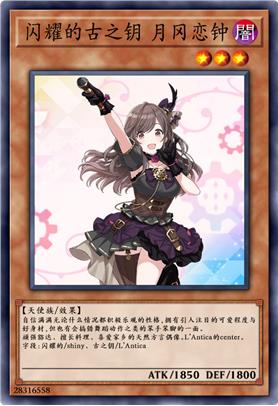 闪耀的古之钥 月冈恋钟
闇
【天使族/效果】
自信满满无论什么情况都积极乐观的性格,拥有引人注目的可爱程度与
好身材,但也有会搞错舞蹈动作之类的笨手笨脚的一面。
顽强豁达、擅长料理、喜爱家乡的天然方言偶像,L'Antica的center。
字段:闪耀的/shiny、古之钥/L'Antica
ATK/1850 DEF/1800
28316558